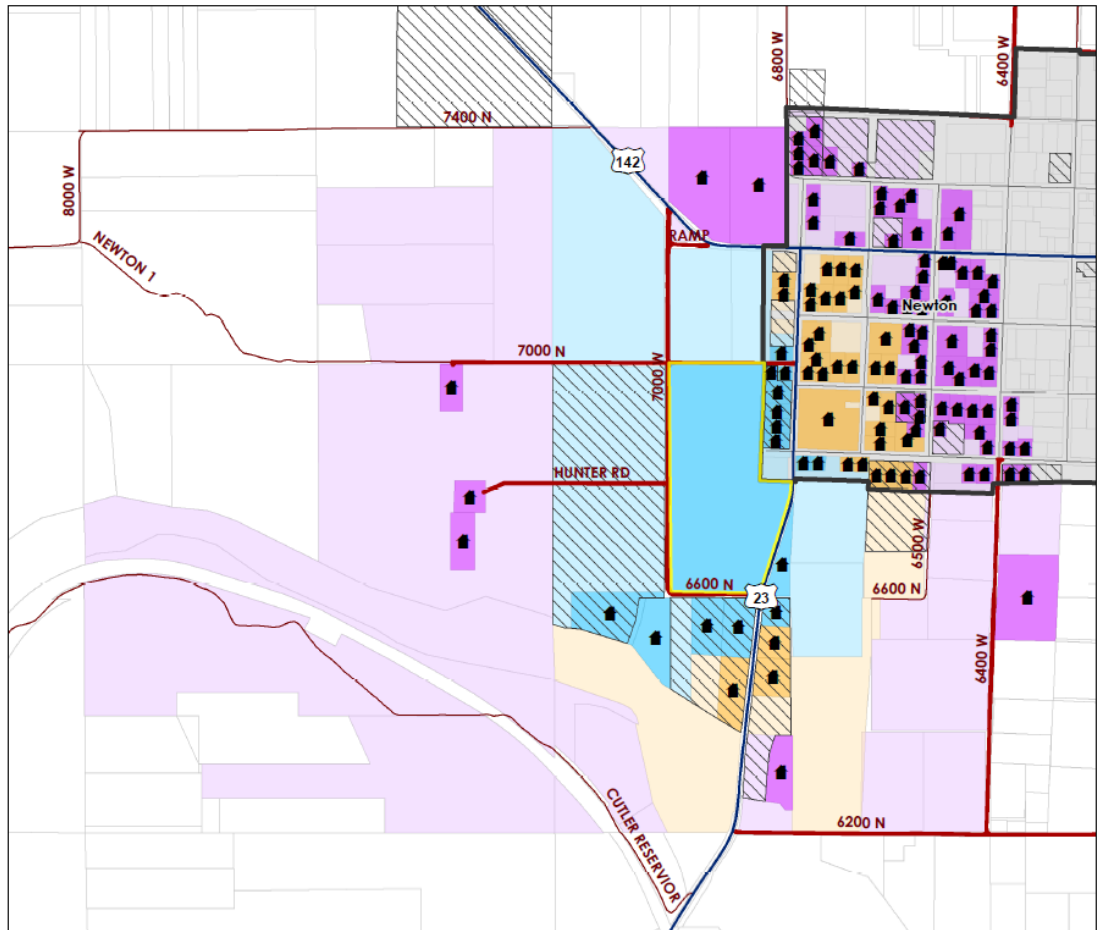 6800 W
6400 W
7400 N
142
8000 W
RAMP
NEWTON 1
Newton
7000 N
7000 W
HUNTER RD
6500 W
6600 N
6600 N
23
6400 W
CUTLER RESERVIOR
6200 N